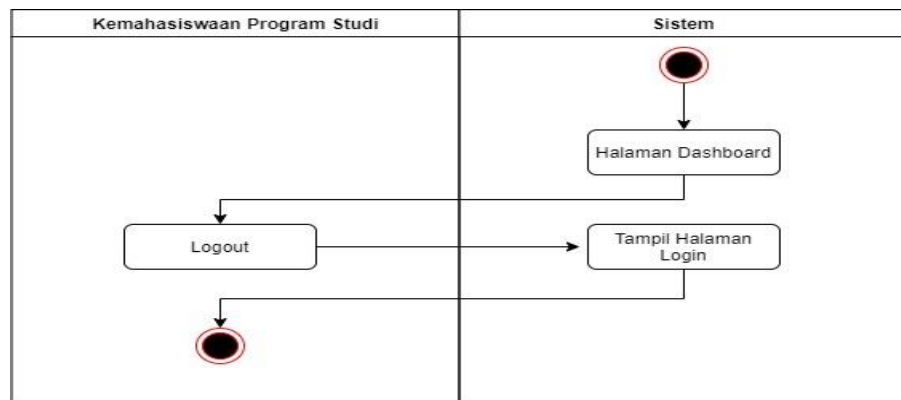 Kemahasiswaan Program Studi
Sistem
Halaman Dashboard
Logout
Tampil Halaman
Login